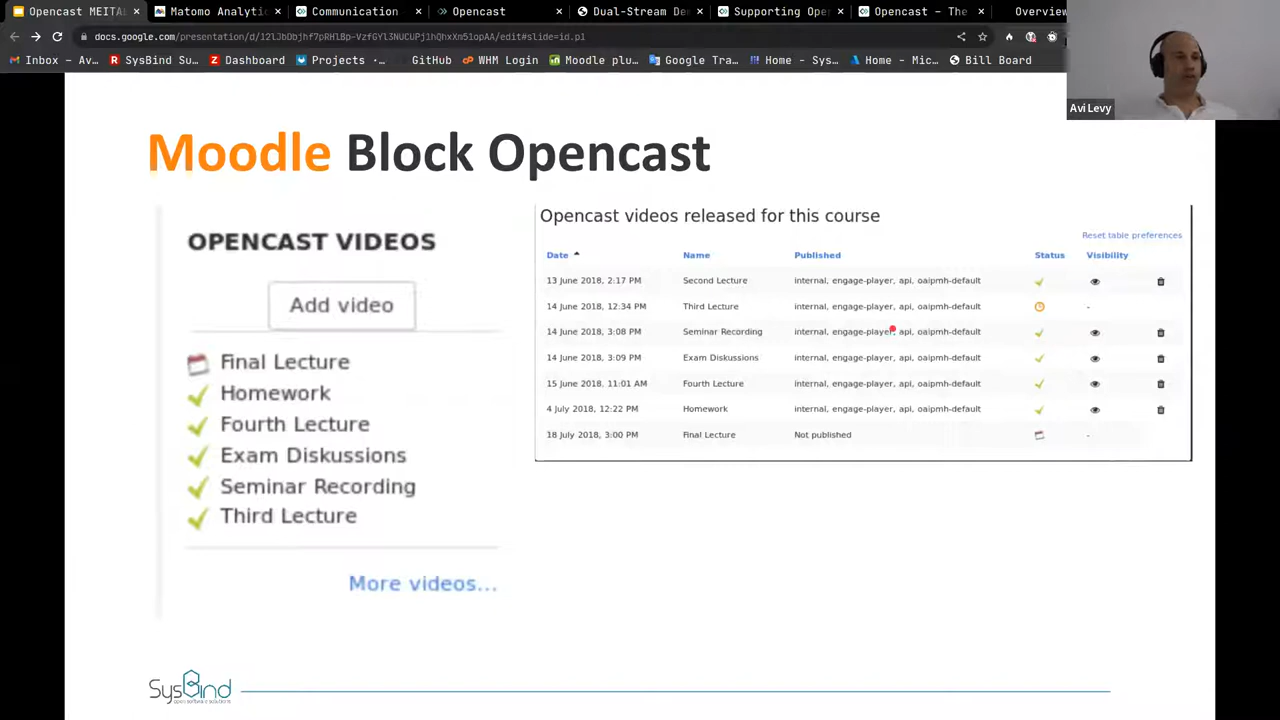 Opencast MEITAL
Matomo Analytic
Communication
Opencast
Dual-Stream De
Supporting Ope
Opencast – The
Overview
docs.google.com/presentation/d/
Inbox – Av...
SysBind Su...
Dashboard
Projects
GitHub
WHM Login
Moodle plu...
Google Tra...
Home – Sys...
Home – Mic...
Bill Board
Avi Levy
Moodle Block Opencast
OPENCAST VIDEOS
Add video
Final Lecture
Homework
Fourth Lecture
Exam Diskussions
Seminar Recording
Third Lecture
More videos...
Opencast videos released for this course
Reset table preferences
Date Name Published Status Visibility
13 June 2018, 2:17 PM Second Lecture internal, engage-player, api, oaipmh-default
14 June 2018, 12:34 PM Third Lecture internal, engage-player, api, oaipmh-default -
14 June 2018, 3:08 PM Seminar Recording internal, engage-player, api, oaipmh-default
14 June 2018, 3:09 PM Exam Diskussions internal, engage-player, api, oaipmh-default
15 June 2018, 11:01 AM Fourth Lecture internal, engage-player, api, oaipmh-default
4 July 2018, 12:22 PM Homework internal, engage-player, api, oaipmh-default
18 July 2018, 3:00 PM Final Lecture Not published -
SysBind
open software solutions